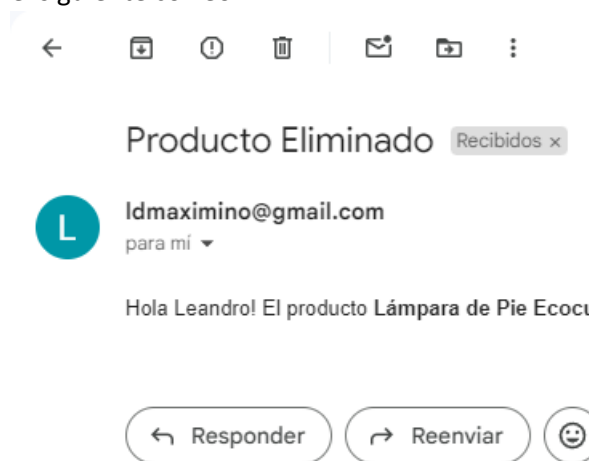 Producto Eliminado Recibidos x
L
ldmaximino@gmail.com
para mí
Hola Leandro! El producto Lámpara de Pie
Responder Reenviar